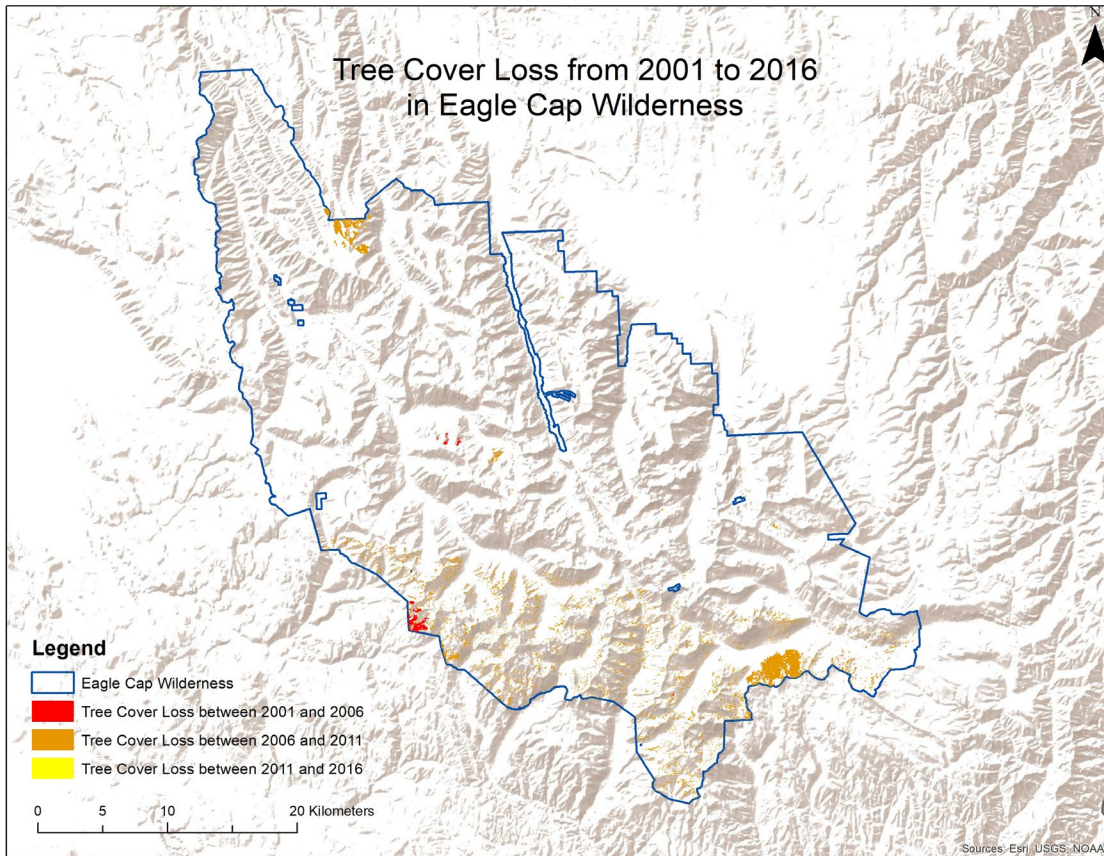 N
Tree Cover Loss from 2001 to 2016
in Eagle Cap Wilderness
Legend
Eagle Cap Wilderness
Tree Cover Loss between 2001 and 2006
Tree Cover Loss between 2006 and 2011
Tree Cover Loss between 2011 and 2016
0 5 10 20 Kilometers
Sources: Esri, USGS, NOAA